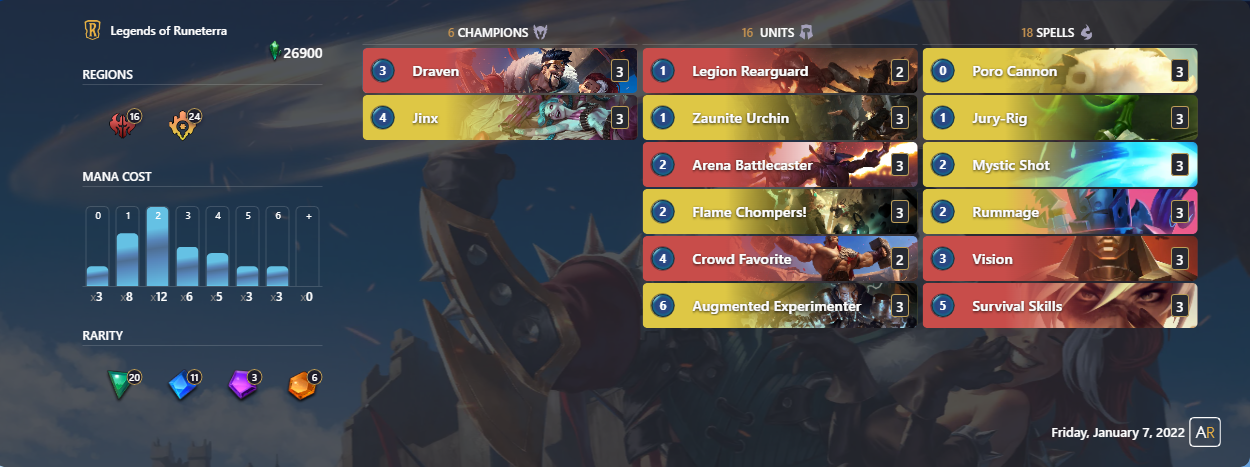 Legends of Runeterra
26900
REGIONS
16 24
MANA COST
0 1 2 3 4 5 6 +
x3 x8 x12 x6 x5 x3 x3 x0
RARITY
20 11 3 6
6 CHAMPIONS
3 Draven 3
4 Jinx 3
16 UNITS
1 Legion Rearguard 2
1 Zaunite Urchin 3
2 Arena Battlecaster 3
2 Flame Chompers! 3
4 Crowd Favorite 2
6 Augmented Experimenter 3
18 SPELLS
0 Poro Cannon 3
1 Jury-Rig 3
2 Mystic Shot 3
2 Rummage 3
3 Vision 3
5 Survival Skills 3
Friday, January 7, 2022 AR